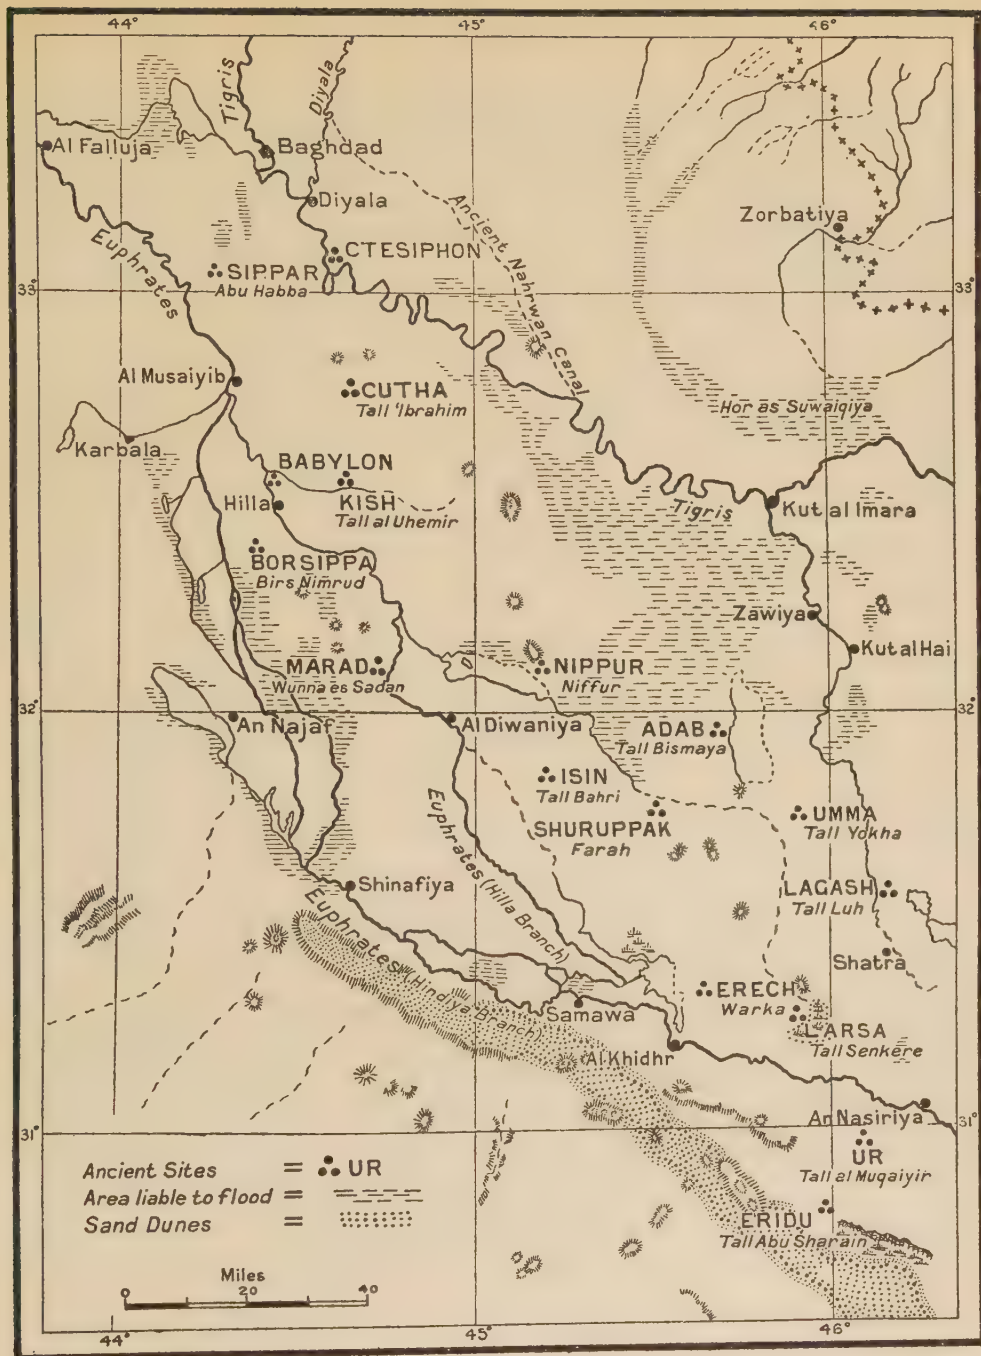 44°
45°
46°
Tigris
Diyala
Al Falluja
Baghdad
Diyala
Ancient Nahrwan Canal
Zorbatiya
Euphrates
CTESIPHON
SIPPAR
Abu Habba
33°
33°
Al Musaiyib
CUTHA
Tall 'Ibrahim
Hor as Suwaiqiya
Karbala
BABYLON
Hilla
KISH
Tall al Uhemir
Tigris
Kut al Imara
BORSIPPA
Birs Nimrud
Zawiya
Kut al Hai
MARAD
Wunna es Sadan
NIPPUR
Niffur
32°
32°
An Najaf
Al Diwaniya
ADAB
Tall Bismaya
ISIN
Tall Bahri
Euphrates (Hilla Branch)
SHURUPPAK
Farah
UMMA
Tall Yokha
Shinafiya
LAGASH
Tall Luh
Euphrates (Hindiya Branch)
Shatra
ERECH
Warka
Samawa
LARSA
Tall Senkere
Al Khidhr
An Nasiriya
31°
31°
UR
Tall al Muqaiyir
Ancient Sites = UR
Area liable to flood =
Sand Dunes =
ERIDU
Tall Abu Sharain
Miles
0 20 40
44°
45°
46°